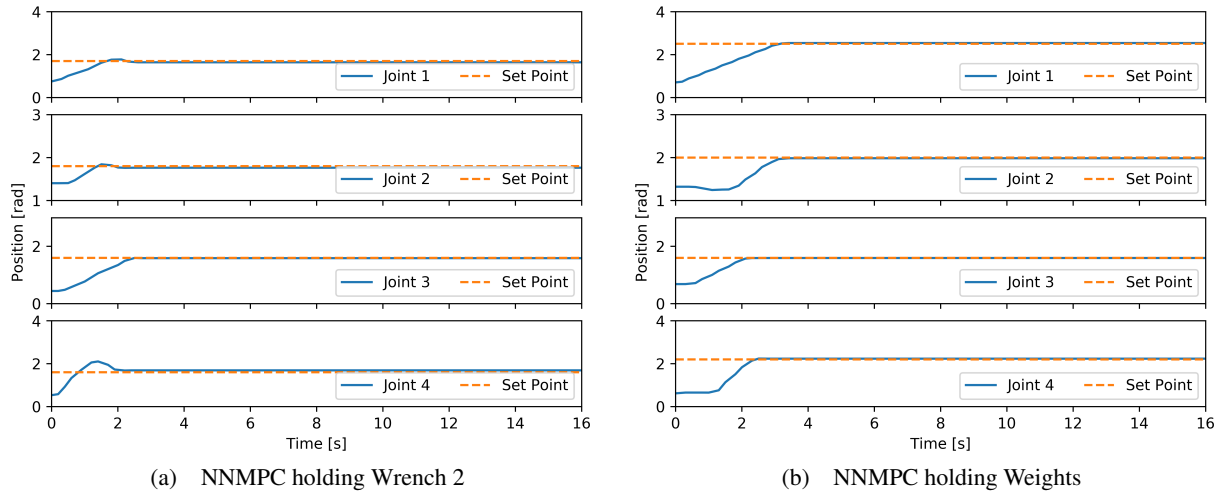 4
2
0
Joint 1
Set Point
3
2
1
Joint 2
Set Point
2
0
Joint 3
Set Point
4
2
0
Joint 4
Set Point
0 2 4 6 8 10 12 14 16
Time [s]
Position [rad]
(a) NNMPC holding Wrench 2
4
2
0
Joint 1
Set Point
3
2
1
Joint 2
Set Point
2
0
Joint 3
Set Point
4
2
0
Joint 4
Set Point
0 2 4 6 8 10 12 14 16
Time [s]
Position [rad]
(b) NNMPC holding Weights